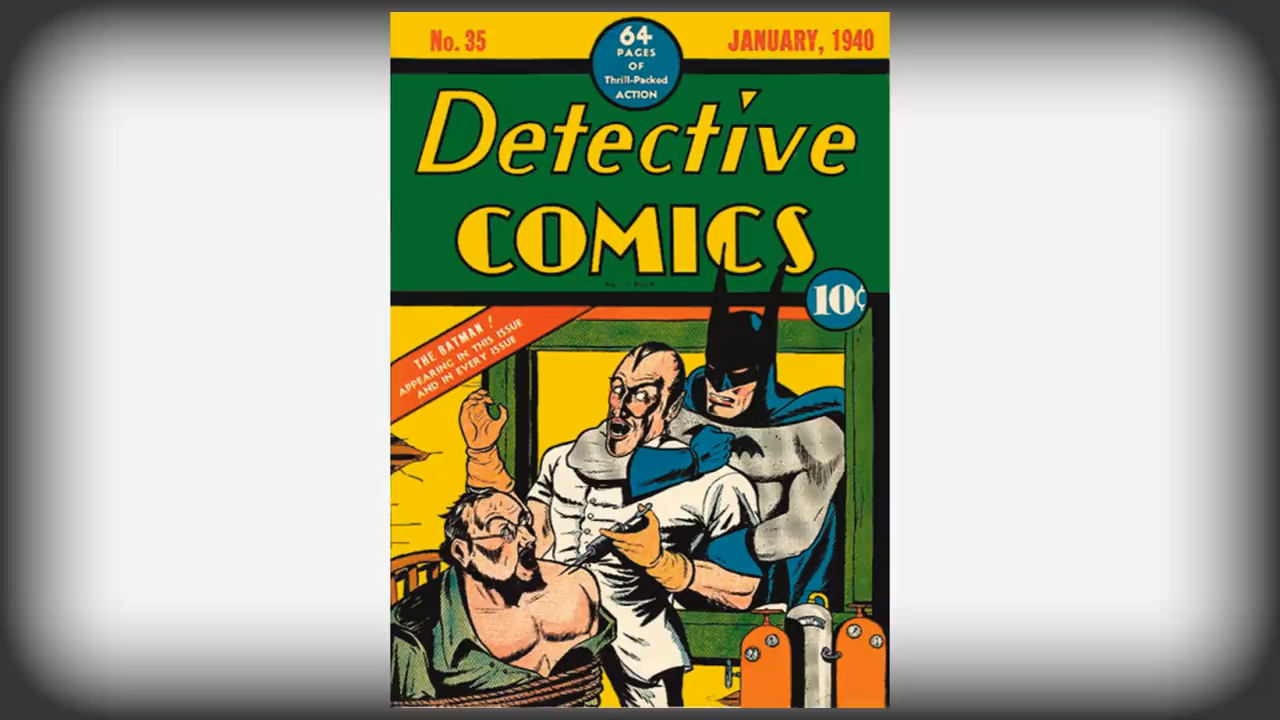 No. 35
JANUARY, 1940
64
PAGES
OF
Thrill-Packed
ACTION
Detective
COMICS
10¢
THE BATMAN!
APPEARING IN THIS ISSUE
AND IN EVERY ISSUE